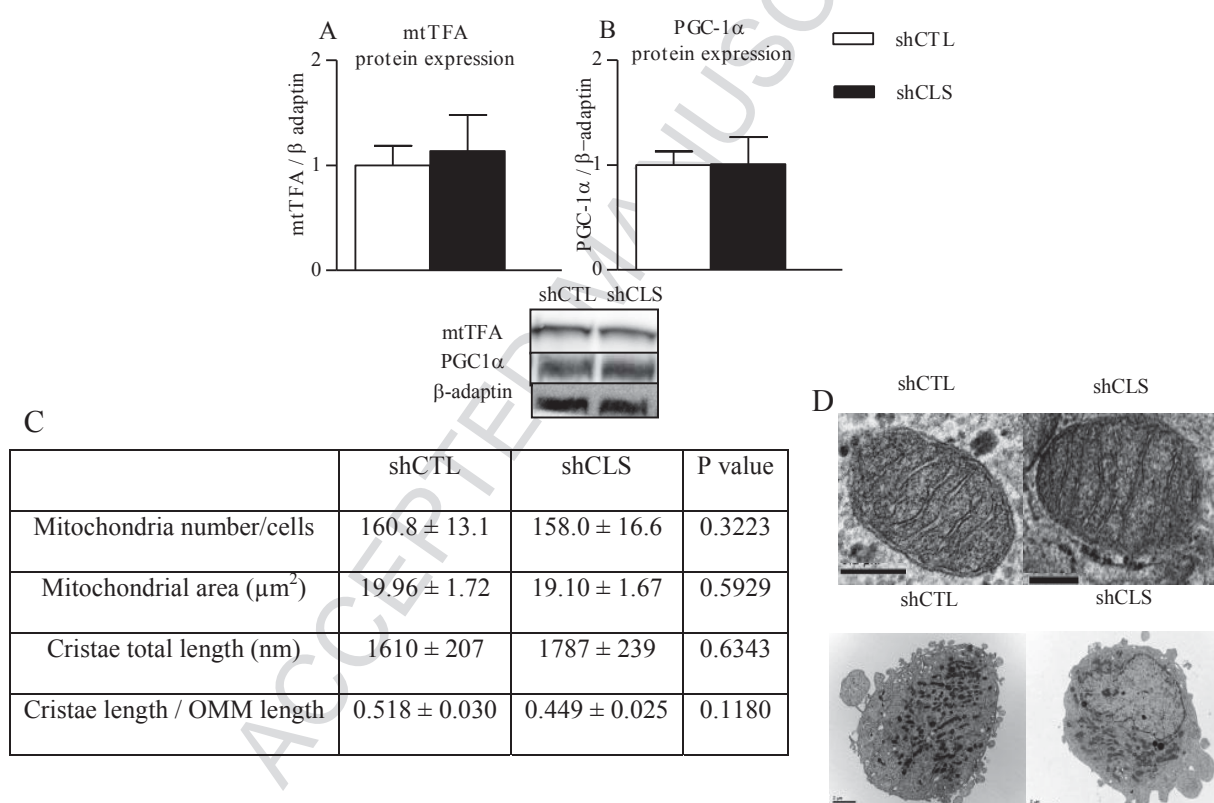 A
mtTFA
protein expression
mtTFA / β adaptin
2
1
0
B
PGC-1α
protein expression
PGC-1α / β−adaptin
2
1
0
shCTL
shCLS
shCTL shCLS
mtTFA
PGC1α
β-adaptin
C
shCTL shCLS P value
Mitochondria number/cells 160.8 ± 13.1 158.0 ± 16.6 0.3223
Mitochondrial area (µm²) 19.96 ± 1.72 19.10 ± 1.67 0.5929
Cristae total length (nm) 1610 ± 207 1787 ± 239 0.6343
Cristae length / OMM length 0.518 ± 0.030 0.449 ± 0.025 0.1180
D
shCTL shCLS
shCTL shCLS
ACCEPTED MANUSC